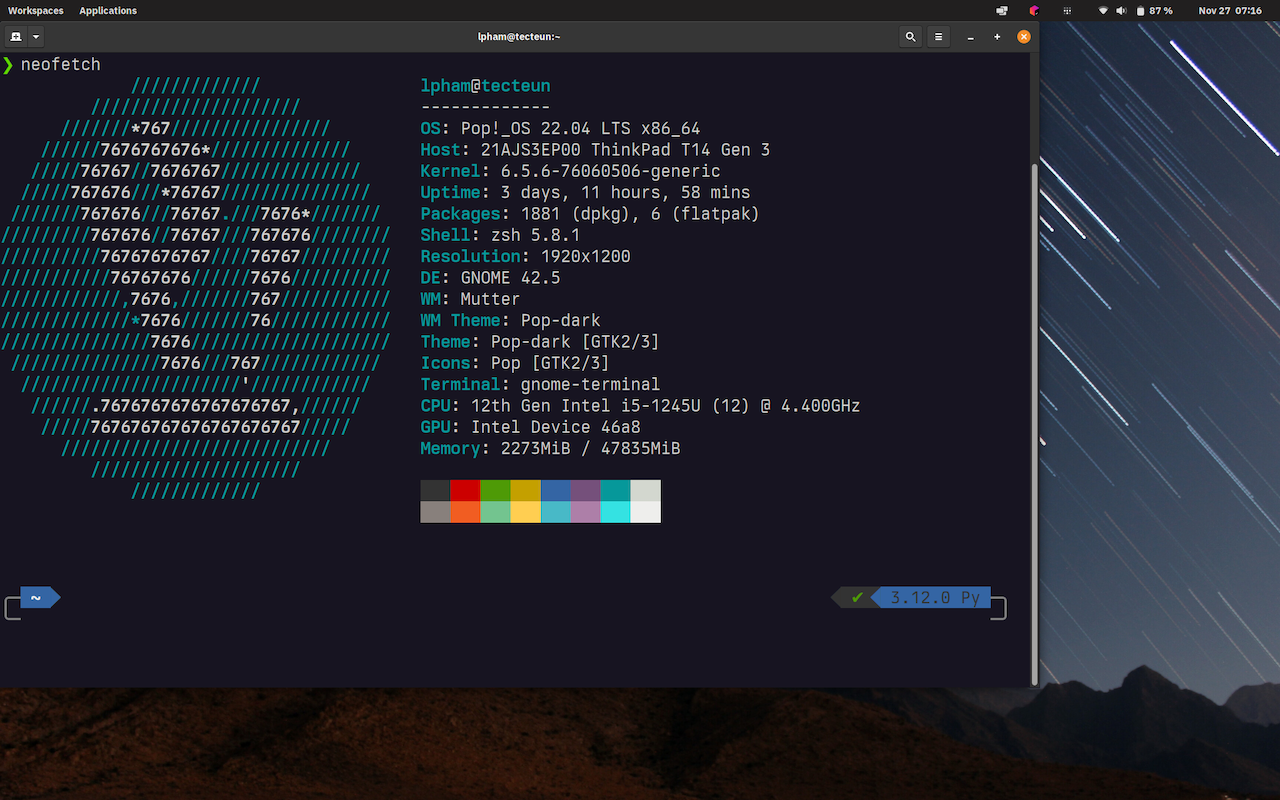 Workspaces Applications 87 % Nov 27 07:16
lpham@tecteun:~
❯ neofetch
/////////////
/////////////////////
///////*767////////////////
//////7676767676*//////////////
/////76767//7676767//////////////
/////767676///*76767///////////////
///////767676///76767.///7676*///////
/////////767676//76767///767676////////
//////////76767676767////76767/////////
///////////76767676//////7676//////////
////////////,7676,///////767///////////
/////////////*7676///////76////////////
///////////////7676////////////////////
///////////////7676///767////////////
//////////////////////'////////////
//////.7676767676767676767,//////
/////767676767676767676767/////
///////////////////////////
/////////////////////
/////////////
lpham@tecteun
-------------
OS: Pop!_OS 22.04 LTS x86_64
Host: 21AJS3EP00 ThinkPad T14 Gen 3
Kernel: 6.5.6-76060506-generic
Uptime: 3 days, 11 hours, 58 mins
Packages: 1881 (dpkg), 6 (flatpak)
Shell: zsh 5.8.1
Resolution: 1920x1200
DE: GNOME 42.5
WM: Mutter
WM Theme: Pop-dark
Theme: Pop-dark [GTK2/3]
Icons: Pop [GTK2/3]
Terminal: gnome-terminal
CPU: 12th Gen Intel i5-1245U (12) @ 4.400GHz
GPU: Intel Device 46a8
Memory: 2273MiB / 47835MiB
~ ✔ 3.12.0 Py